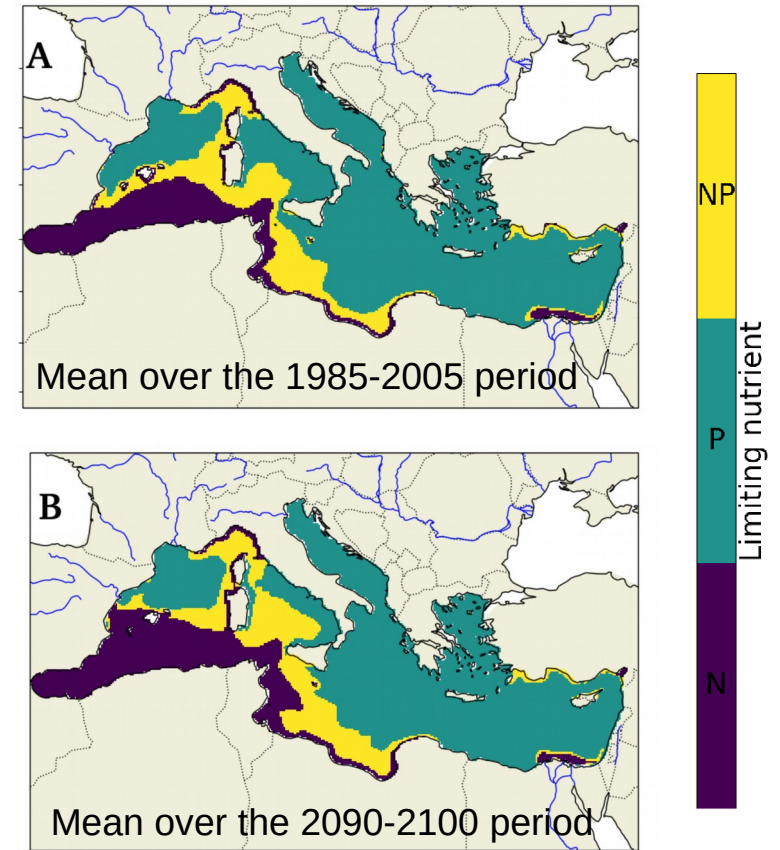 A
Mean over the 1985-2005 period
B
Mean over the 2090-2100 period
NP
P
N
Limiting nutrient